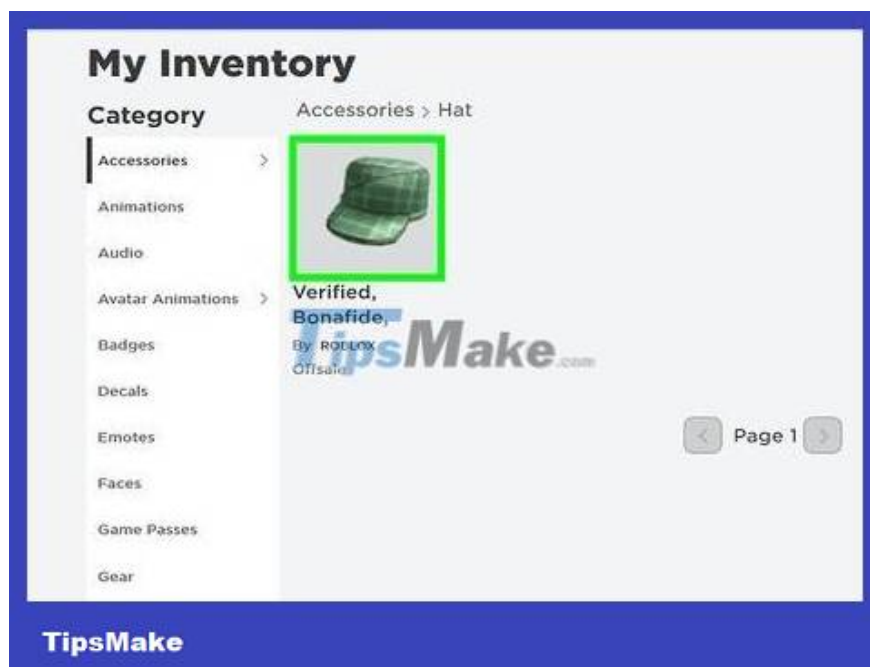 My Inventory
Category
Accessories > Hat
Accessories >
Animations
Audio
Avatar Animations >
Badges
Decals
Emotes
Faces
Game Passes
Gear
Verified,
Bonafide,
By ROBLOX
Offsale
TipsMake.com
< Page 1 >
TipsMake